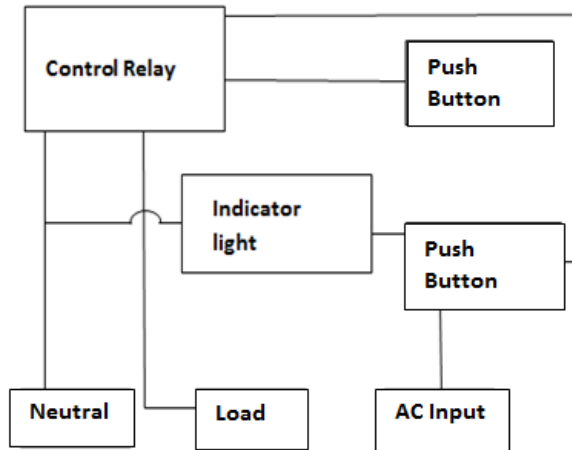 Control Relay
Push
Button
Indicator
light
Push
Button
Neutral
Load
AC Input